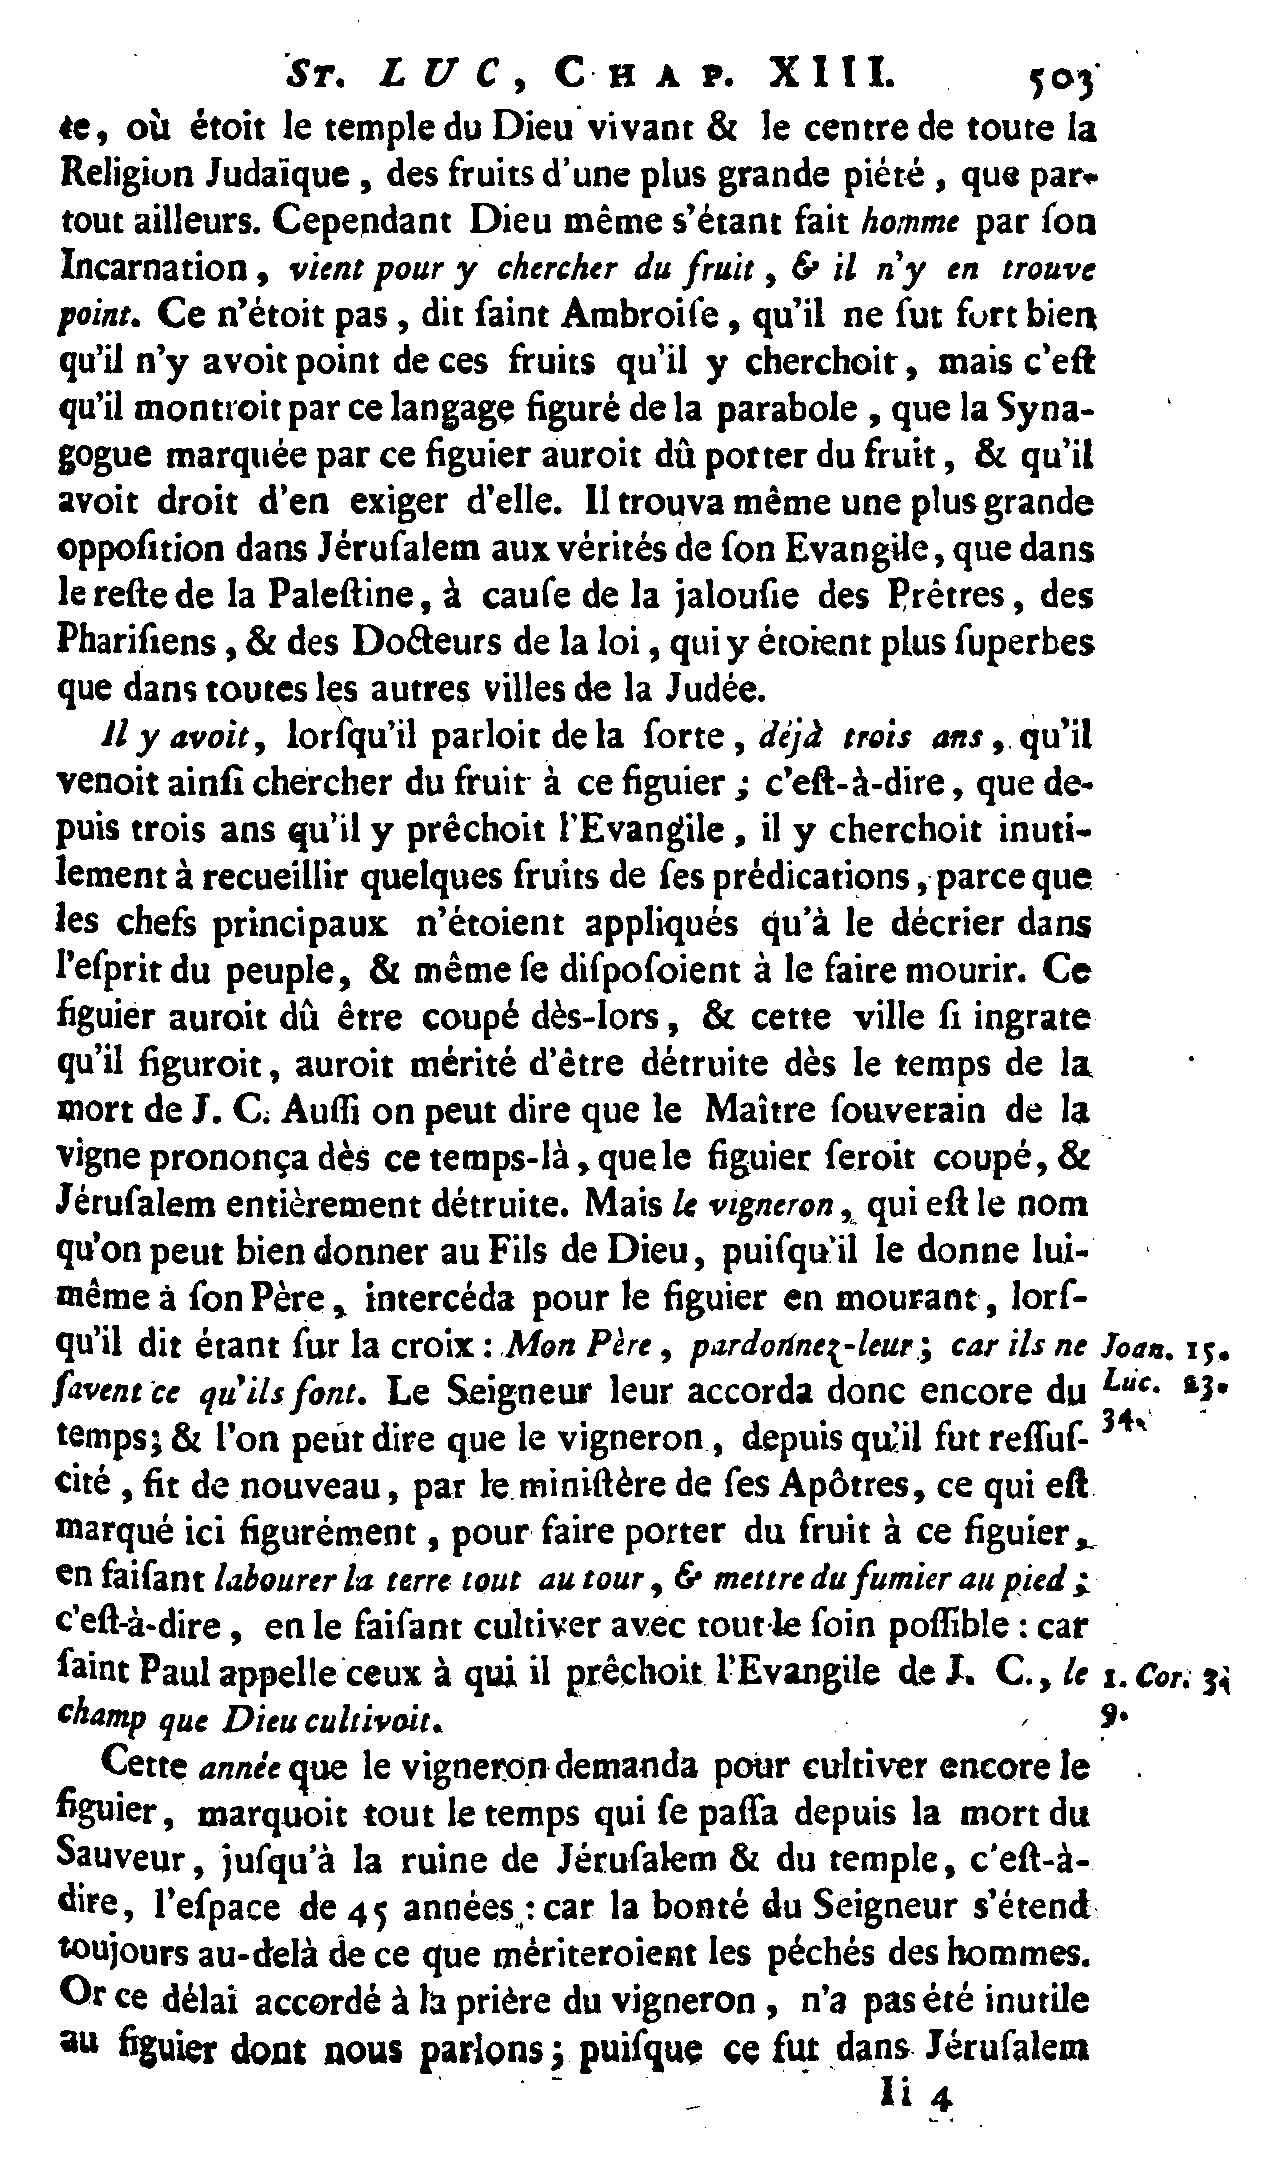 ST. LUC, CHAP. XIII. 503
te, où étoit le temple du Dieu vivant & le centre de toute la
Religion Judaïque, des fruits d'une plus grande piété, que par-
tout ailleurs. Cependant Dieu même s'étant fait homme par ſon
Incarnation, vient pour y chercher du fruit, & il n'y en trouve
point. Ce n'étoit pas, dit ſaint Ambroiſe, qu'il ne ſut fort bien
qu'il n'y avoit point de ces fruits qu'il y cherchoit, mais c'eſt
qu'il montroit par ce langage figuré de la parabole, que la Syna-
gogue marquée par ce figuier auroit dû porter du fruit, & qu'il
avoit droit d'en exiger d'elle. Il trouva même une plus grande
oppoſition dans Jéruſalem aux vérités de ſon Evangile, que dans
le reſte de la Paleſtine, à cauſe de la jalouſie des Prêtres, des
Phariſiens, & des Docteurs de la loi, qui y étoient plus ſuperbes
que dans toutes les autres villes de la Judée.
Il y avoit, lorſqu'il parloit de la ſorte, déjà trois ans, qu'il
venoit ainſi chercher du fruit à ce figuier; c'eſt-à-dire, que de-
puis trois ans qu'il y prêchoit l'Evangile, il y cherchoit inuti-
lement à recueillir quelques fruits de ſes prédications, parce que
les chefs principaux n'étoient appliqués qu'à le décrier dans
l'eſprit du peuple, & même ſe diſpoſoient à le faire mourir. Ce
figuier auroit dû être coupé dès-lors, & cette ville ſi ingrate
qu'il figuroit, auroit mérité d'être détruite dès le temps de la
mort de J. C. Auſſi on peut dire que le Maître ſouverain de la
vigne prononça dès ce temps-là, que le figuier ſeroit coupé, &
Jéruſalem entièrement détruite. Mais le vigneron, qui eſt le nom
qu'on peut bien donner au Fils de Dieu, puiſqu'il le donne lui-
même à ſon Père, intercéda pour le figuier en mourant, lorſ-
qu'il dit étant ſur la croix: Mon Père, pardonnez-leur; car ils ne Joan. 15.
ſavent ce qu'ils font. Le Seigneur leur accorda donc encore du Luc. 23.
temps; & l'on peut dire que le vigneron, depuis qu'il fut reſſuſ- 34.
cité, fit de nouveau, par le miniſtère de ſes Apôtres, ce qui eſt
marqué ici figurément, pour faire porter du fruit à ce figuier,
en faiſant labourer la terre tout au tour, & mettre du fumier au pied;
c'eſt-à-dire, en le faiſant cultiver avec tout le ſoin poſſible: car
ſaint Paul appelle ceux à qui il prêchoit l'Evangile de J. C., le 1. Cor. 3.
champ que Dieu cultivoit. 9.
Cette année que le vigneron demanda pour cultiver encore le
figuier, marquoit tout le temps qui ſe paſſa depuis la mort du
Sauveur, juſqu'à la ruine de Jéruſalem & du temple, c'eſt-à-
dire, l'eſpace de 45 années: car la bonté du Seigneur s'étend
toujours au-delà de ce que mériteroient les péchés des hommes.
Or ce délai accordé à la prière du vigneron, n'a pas été inutile
au figuier dont nous parlons; puiſque ce fut dans Jéruſalem
Ii 4